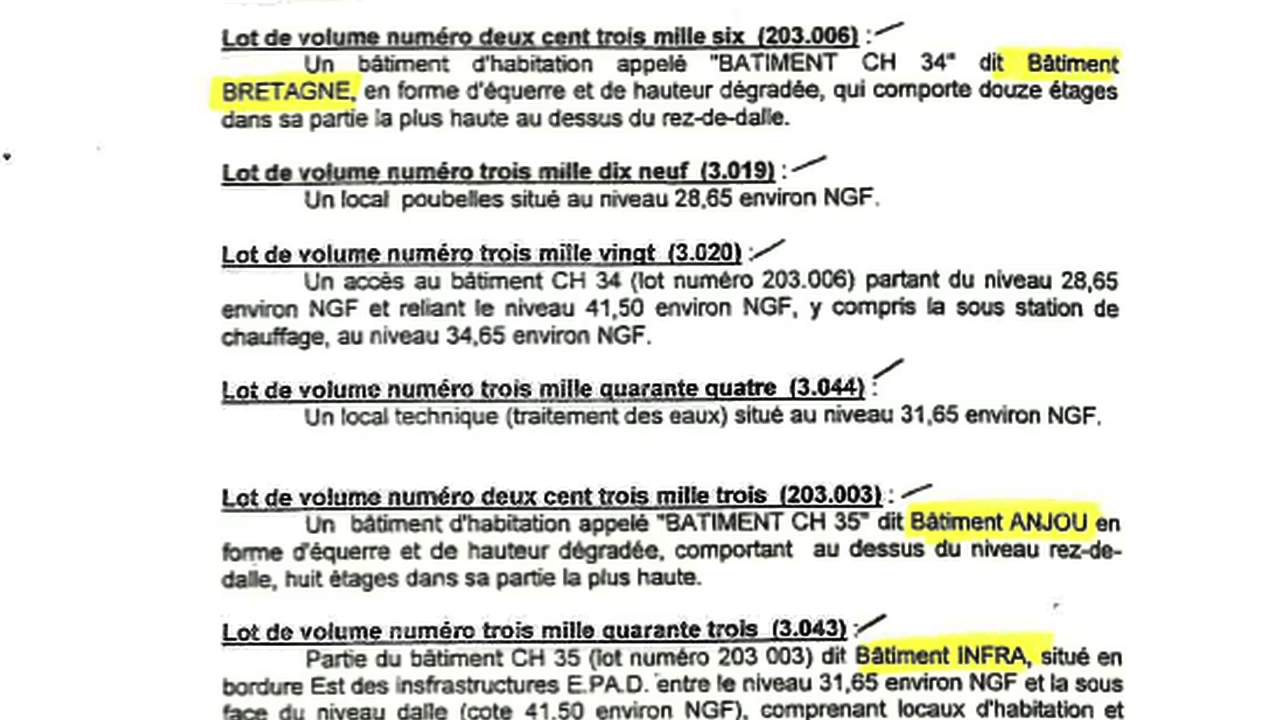 Lot de volume numéro deux cent trois mille six (203.006) :
Un bâtiment d'habitation appelé "BATIMENT CH 34" dit Bâtiment
BRETAGNE, en forme d'équerre et de hauteur dégradée, qui comporte douze étages
dans sa partie la plus haute au dessus du rez-de-dalle.
Lot de volume numéro trois mille dix neuf (3.019) :
Un local poubelles situé au niveau 28,65 environ NGF.
Lot de volume numéro trois mille vingt (3.020) :
Un accès au bâtiment CH 34 (lot numéro 203.006) partant du niveau 28,65
environ NGF et reliant le niveau 41,50 environ NGF, y compris la sous station de
chauffage, au niveau 34,65 environ NGF.
Lot de volume numéro trois mille quarante quatre (3.044) :
Un local technique (traitement des eaux) situé au niveau 31,65 environ NGF.
Lot de volume numéro deux cent trois mille trois (203.003) :
Un bâtiment d'habitation appelé "BATIMENT CH 35" dit Bâtiment ANJOU en
forme d'équerre et de hauteur dégradée, comportant au dessus du niveau rez-de-
dalle, huit étages dans sa partie la plus haute.
Lot de volume numéro trois mille quarante trois (3.043) :
Partie du bâtiment CH 35 (lot numéro 203 003) dit Bâtiment INFRA, situé en
bordure Est des insfrastructures E.P.A.D. entre le niveau 31,65 environ NGF et la sous
face du niveau dalle (cote 41,50 environ NGF), comprenant locaux d'habitation et